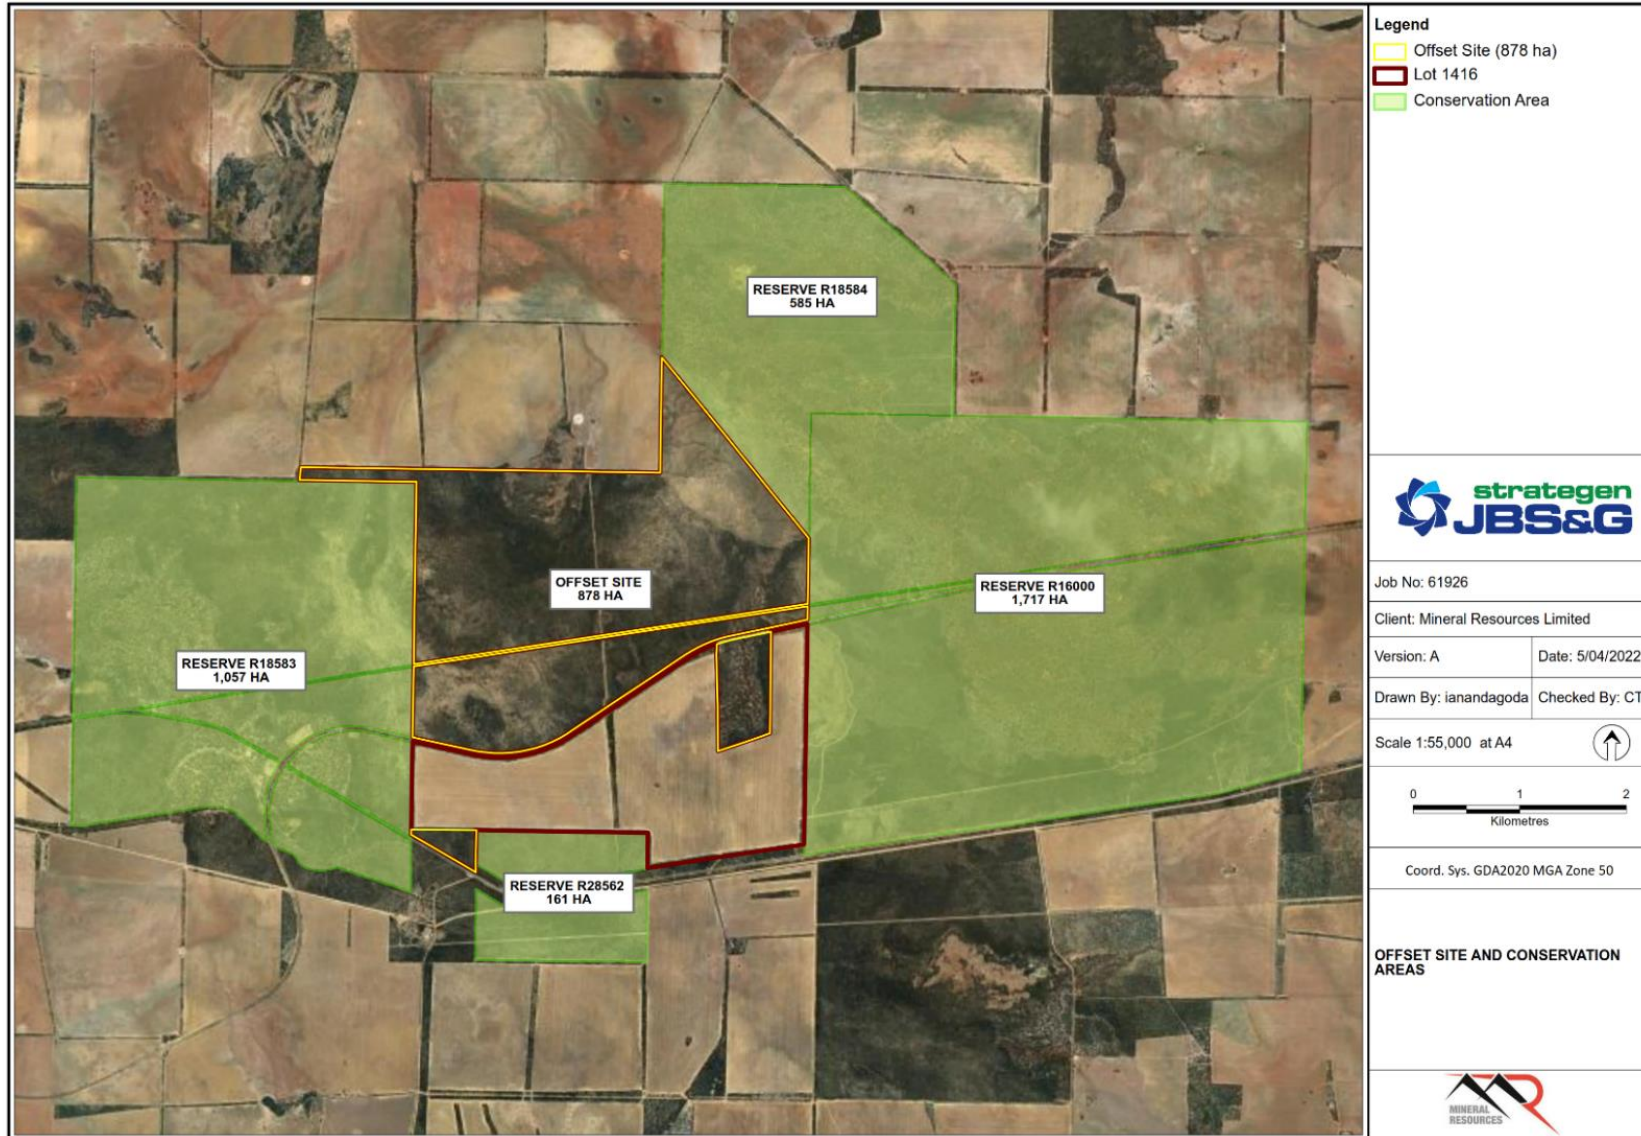 RESERVE R18584
585 HA
OFFSET SITE
878 HA
RESERVE R16000
1,717 HA
RESERVE R18583
1,057 HA
RESERVE R28562
161 HA
Legend
Offset Site (878 ha)
Lot 1416
Conservation Area
strategen
JBS&G
Job No: 61926
Client: Mineral Resources Limited
Version: A
Date: 5/04/2022
Drawn By: ianandagoda
Checked By: CT
Scale 1:55,000 at A4
0 1 2
Kilometres
Coord. Sys. GDA2020 MGA Zone 50
OFFSET SITE AND CONSERVATION
AREAS
MINERAL
RESOURCES